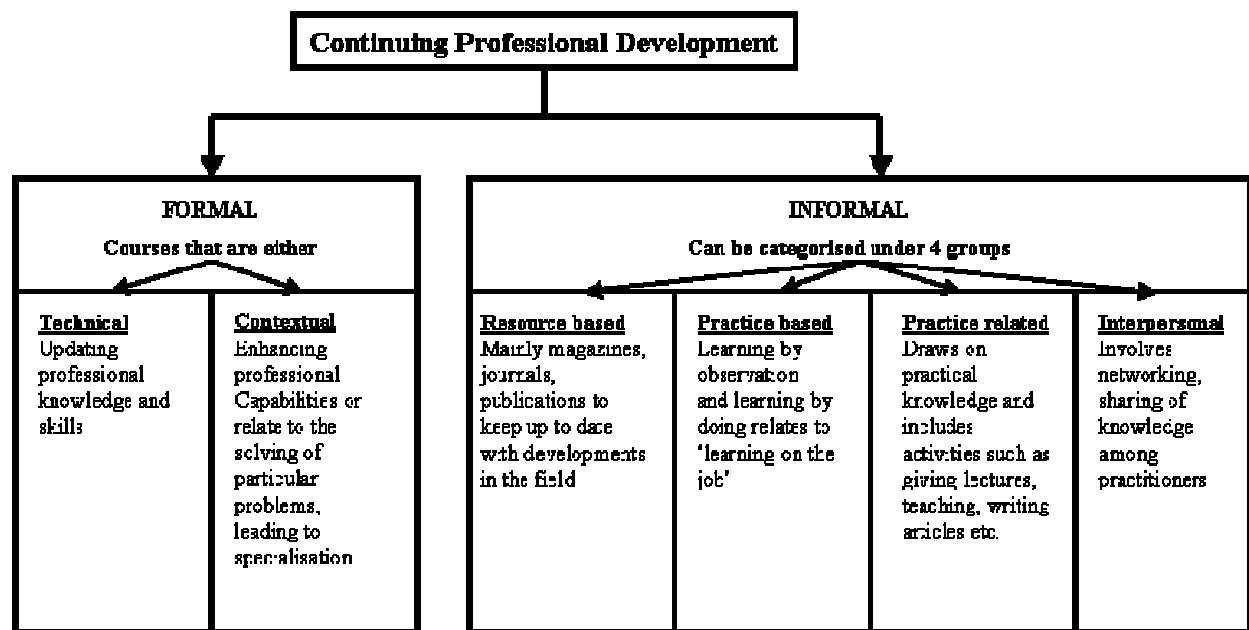 Continuing Professional Development
FORMAL
Courses that are either
Technical
Updating
professional
knowledge and
skills
Contextual
Enhancing
professional
Capabilities or
relate to the
solving of
particular
problems,
leading to
specialisation
INFORMAL
Can be categorised under 4 groups
Resource based
Mainly magazines,
journals,
publications to
keep up to date
with developments
in the field
Practice based
Learning by
observation
and learning by
doing relates to
'learning on the
job'
Practice related
Draws on
practical
knowledge and
includes
activities such as
giving lectures,
teaching, writing
articles etc.
Interpersonal
Involves
networking,
sharing of
knowledge
among
practitioners